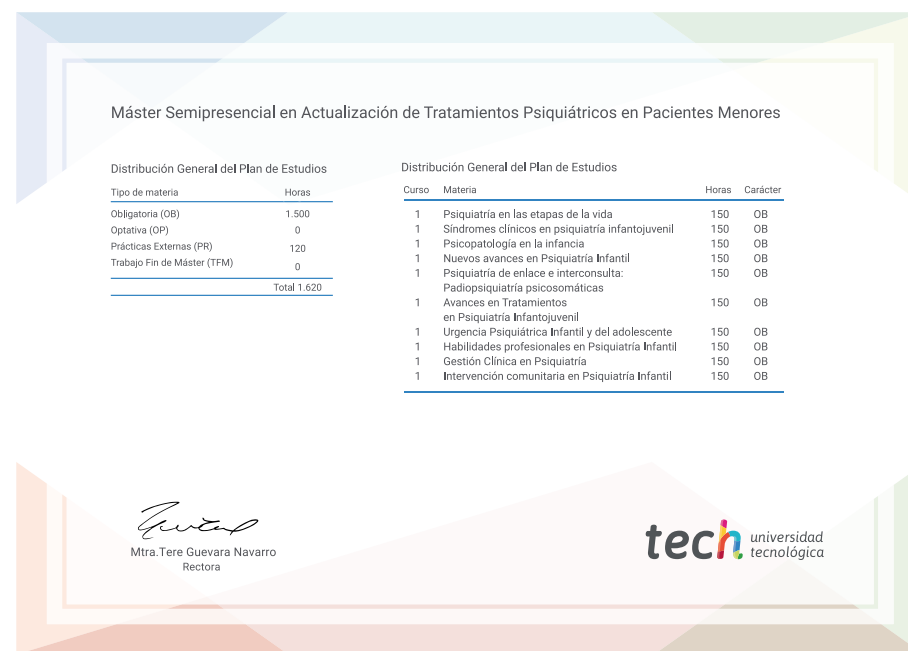 Máster Semipresencial en Actualización de Tratamientos Psiquiátricos en Pacientes Menores
Distribución General del Plan de Estudios
Tipo de materia Horas
Obligatoria (OB) 1.500
Optativa (OP) 0
Prácticas Externas (PR) 120
Trabajo Fin de Máster (TFM) 0
Total 1.620
Distribución General del Plan de Estudios
Curso Materia Horas Carácter
1 Psiquiatría en las etapas de la vida 150 OB
1 Síndromes clínicos en psiquiatría infantojuvenil 150 OB
1 Psicopatología en la infancia 150 OB
1 Nuevos avances en Psiquiatría Infantil 150 OB
1 Psiquiatría de enlace e interconsulta: 150 OB
Padiopsiquiatría psicosomáticas
1 Avances en Tratamientos 150 OB
en Psiquiatría Infantojuvenil
1 Urgencia Psiquiátrica Infantil y del adolescente 150 OB
1 Habilidades profesionales en Psiquiatría Infantil 150 OB
1 Gestión Clínica en Psiquiatría 150 OB
1 Intervención comunitaria en Psiquiatría Infantil 150 OB
Mtra.Tere Guevara Navarro
Rectora
tech universidad
tecnológica